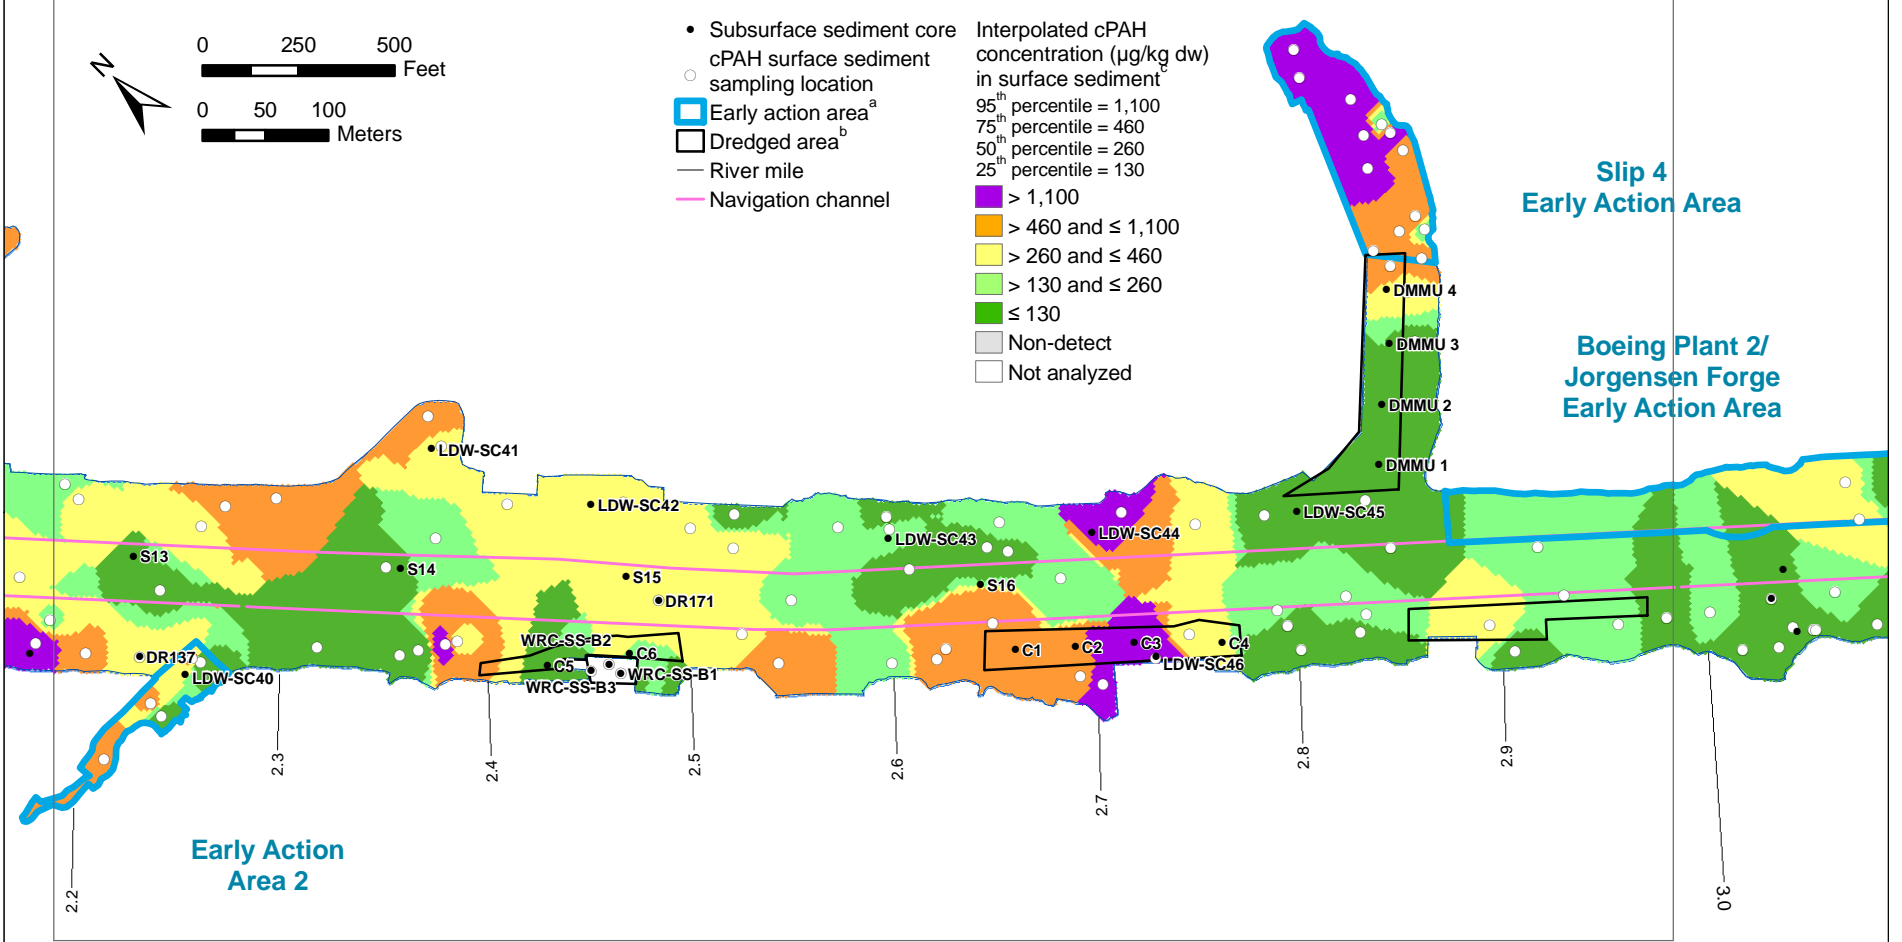 N
0 250 500
Feet
0 50 100
Meters
Subsurface sediment core
cPAH surface sediment
sampling location
Early action area a
Dredged area b
River mile
Navigation channel
Interpolated cPAH
concentration (µg/kg dw)
in surface sediment c
95th percentile = 1,100
75th percentile = 460
50th percentile = 260
25th percentile = 130
> 1,100
> 460 and ≤ 1,100
> 260 and ≤ 460
> 130 and ≤ 260
≤ 130
Non-detect
Not analyzed
Slip 4
Early Action Area
Boeing Plant 2/
Jorgensen Forge
Early Action Area
DMMU 4
DMMU 3
DMMU 2
DMMU 1
LDW-SC41
LDW-SC42
LDW-SC43
LDW-SC44
LDW-SC45
S13
S14
S15
S16
DR171
WRC-SS-B2
C6
C5
WRC-SS-B1
WRC-SS-B3
C1
C2
C3
C4
LDW-SC46
DR137
LDW-SC40
2.2
2.3
2.4
2.5
2.6
2.7
2.8
2.9
3.0
Early Action
Area 2